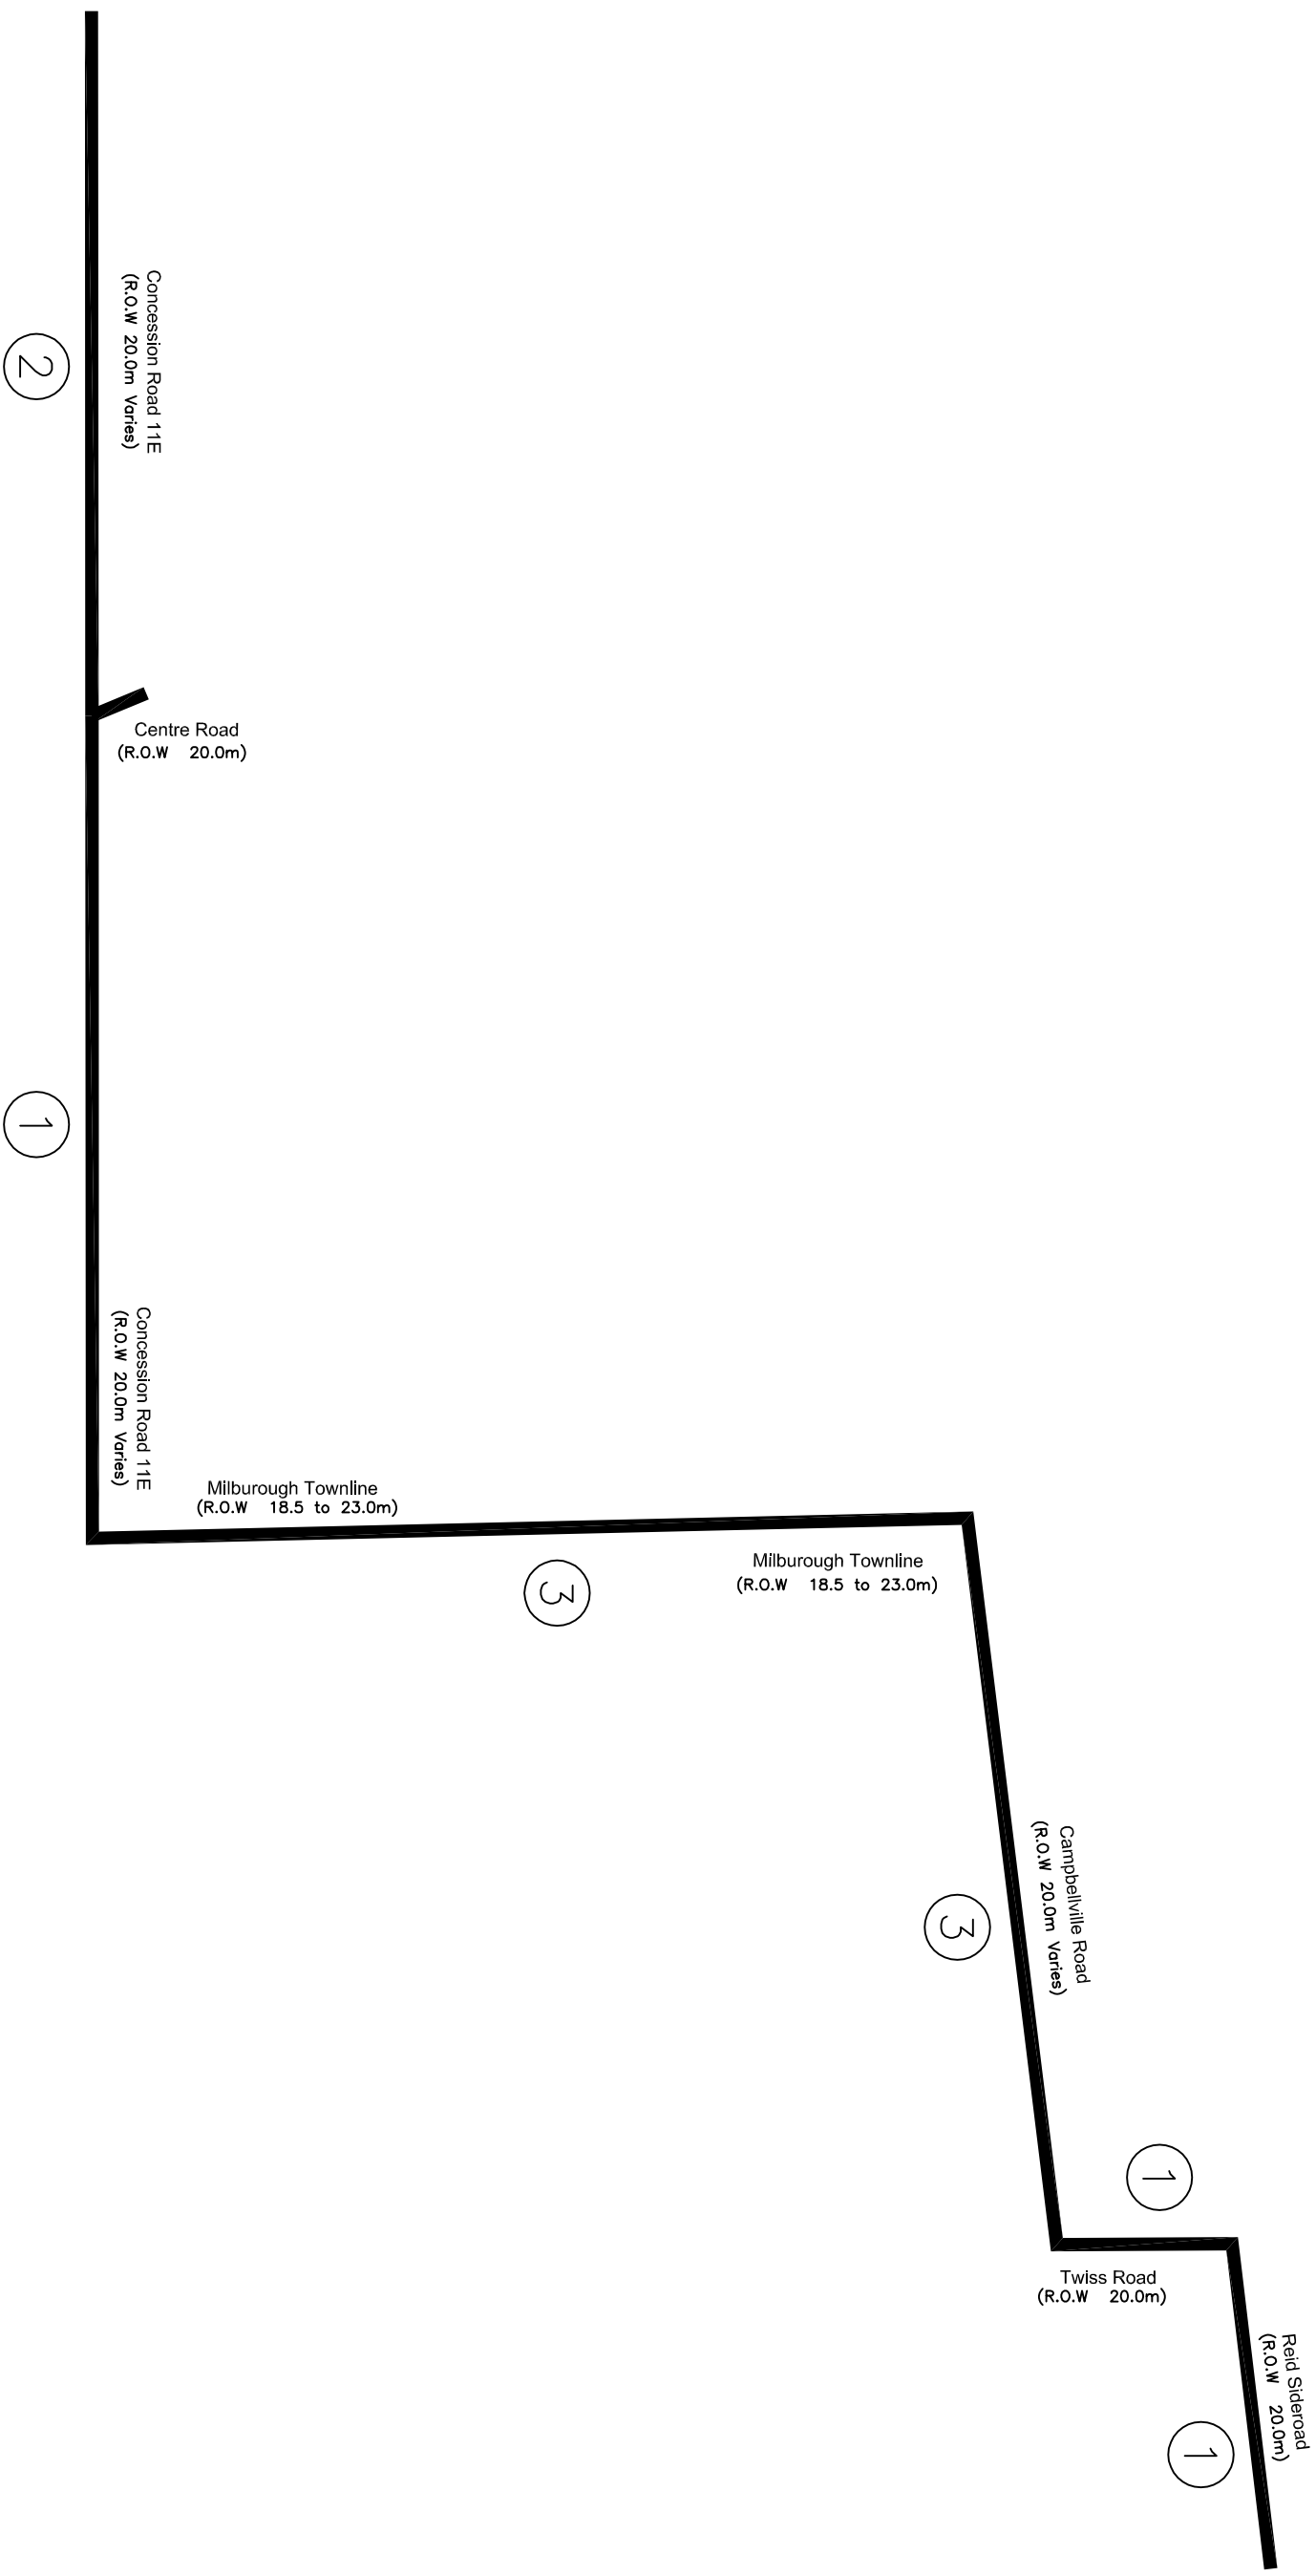 Concession Road 11E
(R.O.W 20.0m Varies)
2
Centre Road
(R.O.W 20.0m)
1
Concession Road 11E
(R.O.W 20.0m Varies)
Milburough Townline
(R.O.W 18.5 to 23.0m)
Milburough Townline
(R.O.W 18.5 to 23.0m)
3
Campbellville Road
(R.O.W 20.0m Varies)
3
1
Twiss Road
(R.O.W 20.0m)
Reid Sideroad
(R.O.W 20.0m)
1